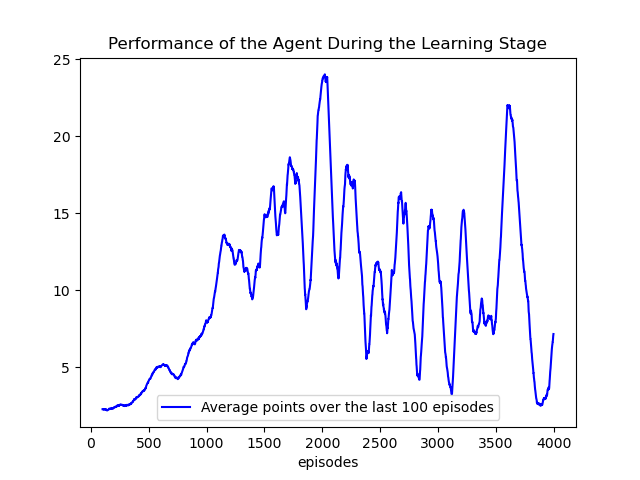 Performance of the Agent During the Learning Stage
25
20
15
10
5
Average points over the last 100 episodes
0 500 1000 1500 2000 2500 3000 3500 4000
episodes